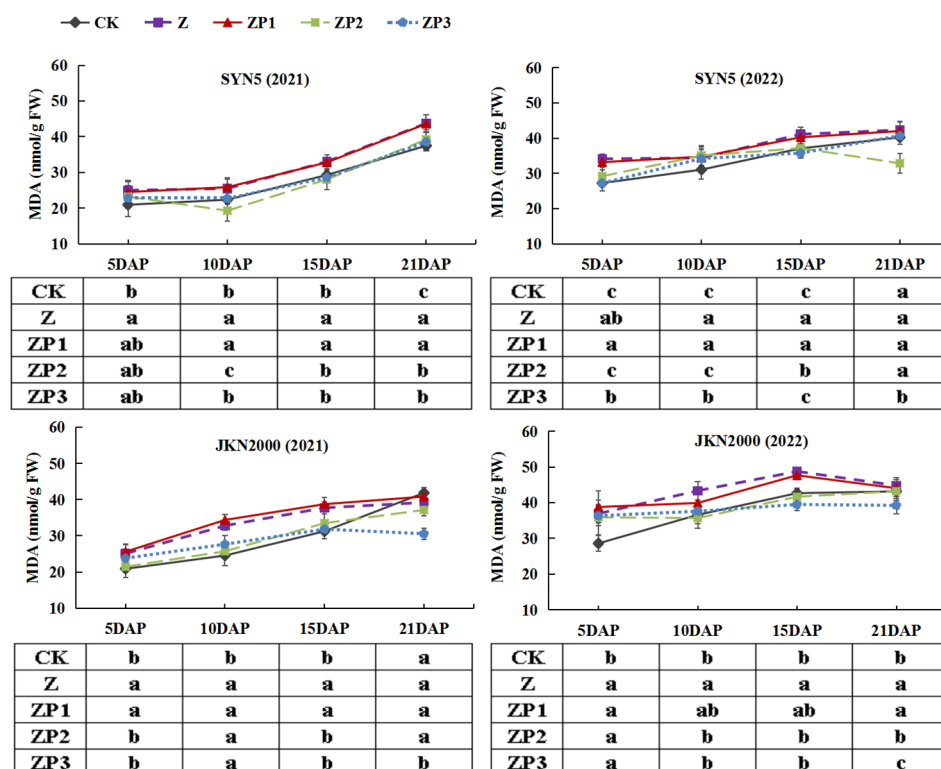 CK Z ZP1 ZP2 ZP3
SYN5 (2021)
MDA (nmol/g FW)
60
50
40
30
20
10
5DAP 10DAP 15DAP 21DAP
CK b b b c
Z a a a a
ZP1 ab a a a
ZP2 ab c b b
ZP3 ab b b b
SYN5 (2022)
MDA (nmol/g FW)
60
50
40
30
20
10
5DAP 10DAP 15DAP 21DAP
CK c c c a
Z ab a a a
ZP1 a a a a
ZP2 c c b a
ZP3 b b c b
JKN2000 (2021)
MDA (nmol/g FW)
60
50
40
30
20
10
5DAP 10DAP 15DAP 21DAP
CK b b b a
Z a a a a
ZP1 a a a a
ZP2 b a b a
ZP3 b a b b
JKN2000 (2022)
MDA (nmol/g FW)
60
50
40
30
20
10
5DAP 10DAP 15DAP 21DAP
CK b b b b
Z a a a a
ZP1 a ab ab a
ZP2 a b b b
ZP3 a b b c